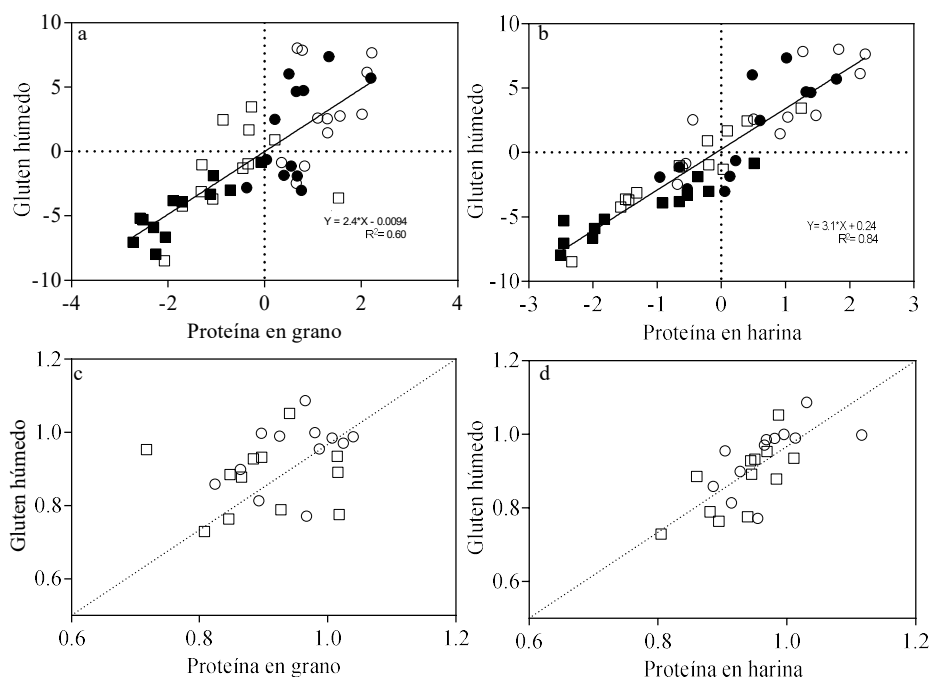 a
10
5
0
-5
-10
Gluten húmedo
Y = 2.4*X - 0.0094
R²= 0.60
-4 -2 0 2 4
Proteína en grano
b
10
5
0
-5
-10
Gluten húmedo
Y= 3.1*X + 0.24
R²= 0.84
-3 -2 -1 0 1 2 3
Proteína en harina
c
1.2
1.0
0.8
0.6
Gluten húmedo
0.6 0.8 1.0 1.2
Proteína en grano
d
1.2
1.0
0.8
0.6
Gluten húmedo
0.6 0.8 1.0 1.2
Proteína en harina